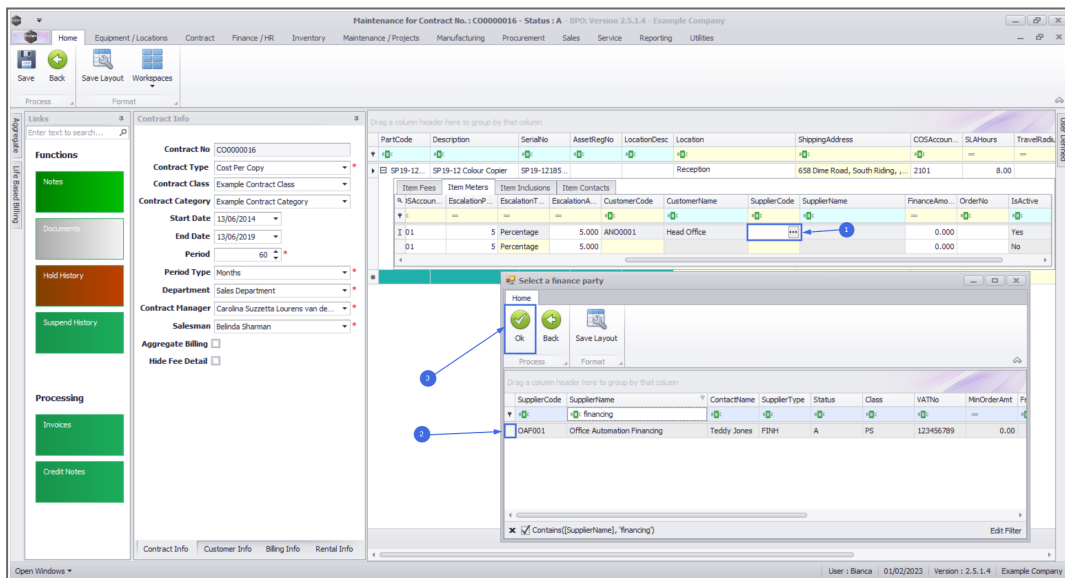 Maintenance for Contract No. : CO0000016 - Status : A - BPO: Version 2.5.1.4 - Example Company
Home Equipment / Locations Contract Finance / HR Inventory Maintenance / Projects Manufacturing Procurement Sales Service Reporting Utilities
Save Back Save Layout Workspaces
Process Format
Aggregate
Life Based Billing
Links
Enter text to search...
Functions
Notes
Documents
Hold History
Suspend History
Processing
Invoices
Credit Notes
Contract Info
Contract No CO0000016
Contract Type Cost Per Copy *
Contract Class Example Contract Class
Contract Category Example Contract Category
Start Date 13/06/2014
End Date 13/06/2019
Period 60 *
Period Type Months *
Department Sales Department *
Contract Manager Carolina Suzzetta Lourens van de... *
Salesman Belinda Sharman *
Aggregate Billing
Hide Fee Detail
Contract Info Customer Info Billing Info Rental Info
Drag a column header here to group by that column
User Defined
PartCode Description SerialNo AssetRegNo LocationDesc Location ShippingAddress COSAccoun... SLAHours TravelRadiu
SP19-12... SP19-12 Colour Copier SP19-12185... Reception 658 Dime Road, South Riding, ,... 2101 8.00
Item Fees Item Meters Item Inclusions Item Contacts
ISAccoun... EscalationP... EscalationT... EscalationA... CustomerCode CustomerName SupplierCode SupplierName FinanceAmo... OrderNo IsActive
01 5 Percentage 5.000 ANO0001 Head Office 0.000 Yes
1
01 5 Percentage 5.000 0.000 No
Select a finance party
Home
Ok Back Save Layout
Process Format
3
Drag a column header here to group by that column
SupplierCode SupplierName ContactName SupplierType Status Class VATNo MinOrderAmt Fr
financing
2
OAF001 Office Automation Financing Teddy Jones FINH A PS 123456789 0.00
Contains([SupplierName], 'financing') Edit Filter
Open Windows User : Bianca 01/02/2023 Version : 2.5.1.4 Example Company